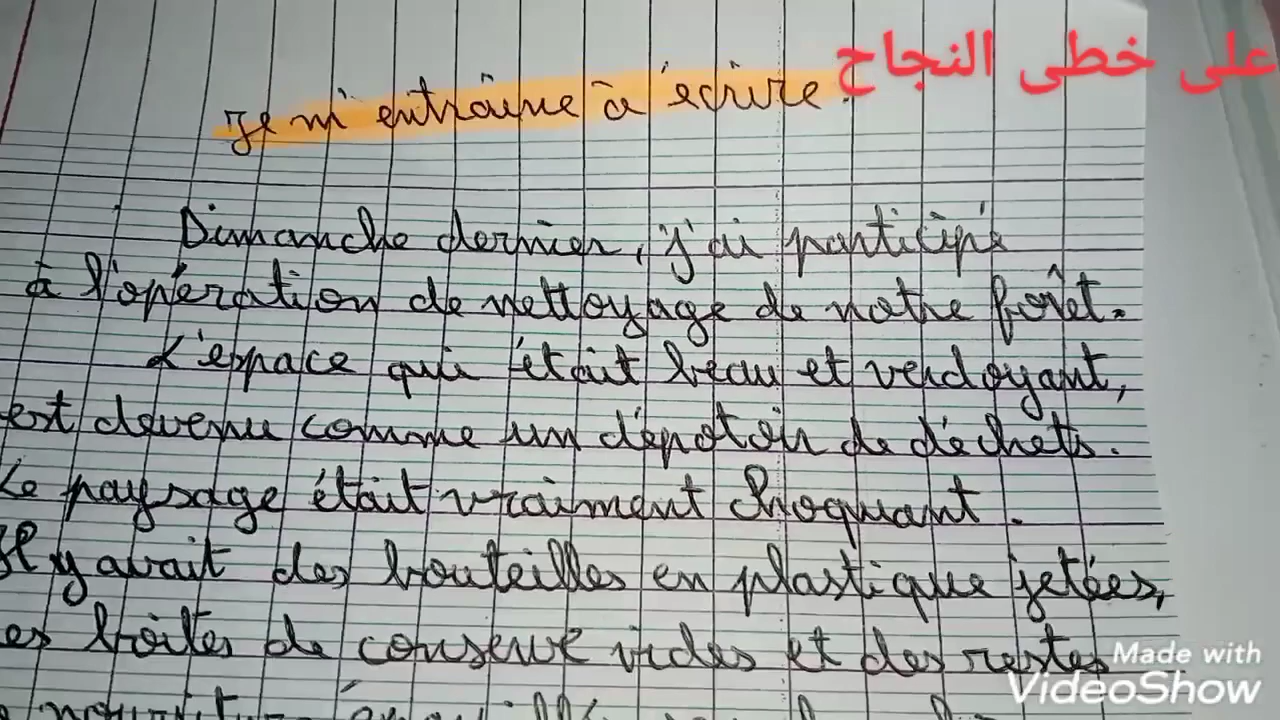 على خطى النجاح
Je m'entraîne à écrire.
Dimanche dernier, j'ai participé
à l'opération de nettoyage de notre forêt.
L'espace qui était beau et verdoyant,
est devenu comme un dépotoir de déchets.
Le paysage était vraiment choquant.
Il y avait des bouteilles en plastique jetées,
es boîtes de conserve vides et des restes
Made with
VideoShow